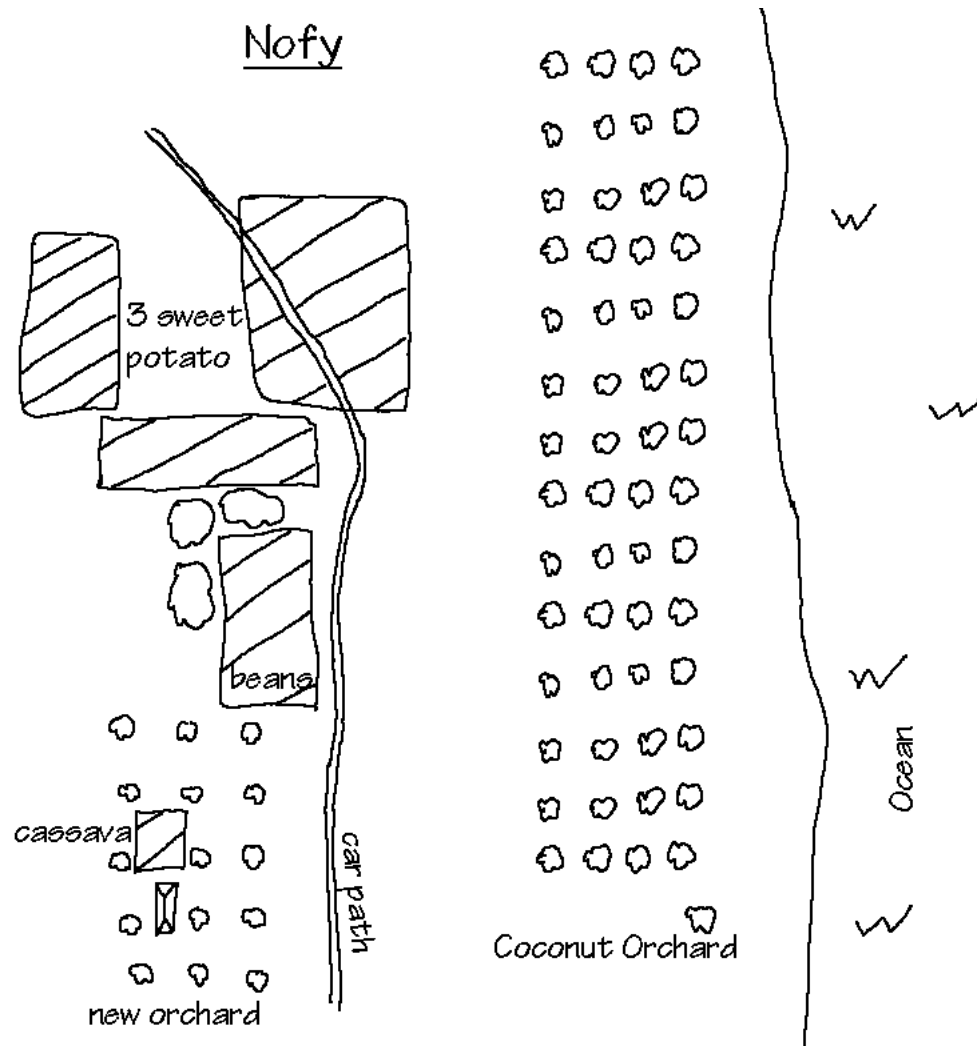 Nofy
3 sweet
potato
beans
cassava
car path
Ocean
Coconut Orchard
new orchard